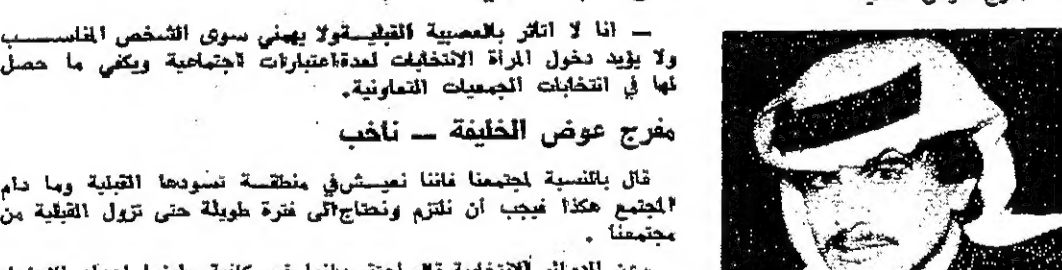 — انا لا اتأثر بالعصبية القبلية ولا يهمني سوى الشخص المناسب
ولا يؤيد دخول المرأة الانتخابات لعدة اعتبارات اجتماعية ويكفي ما حصل
لها في انتخابات الجمعيات التعاونية.
مفرج عوض الخليفة — ناخب
قال بالنسبة لمجتمعنا فاننا نعيش في منطقة تسودها القبلية وما دام
المجتمع هكذا فيجب أن نلتزم ونحتاج الى فترة طويلة حتى تزول القبلية من
مجتمعنا .